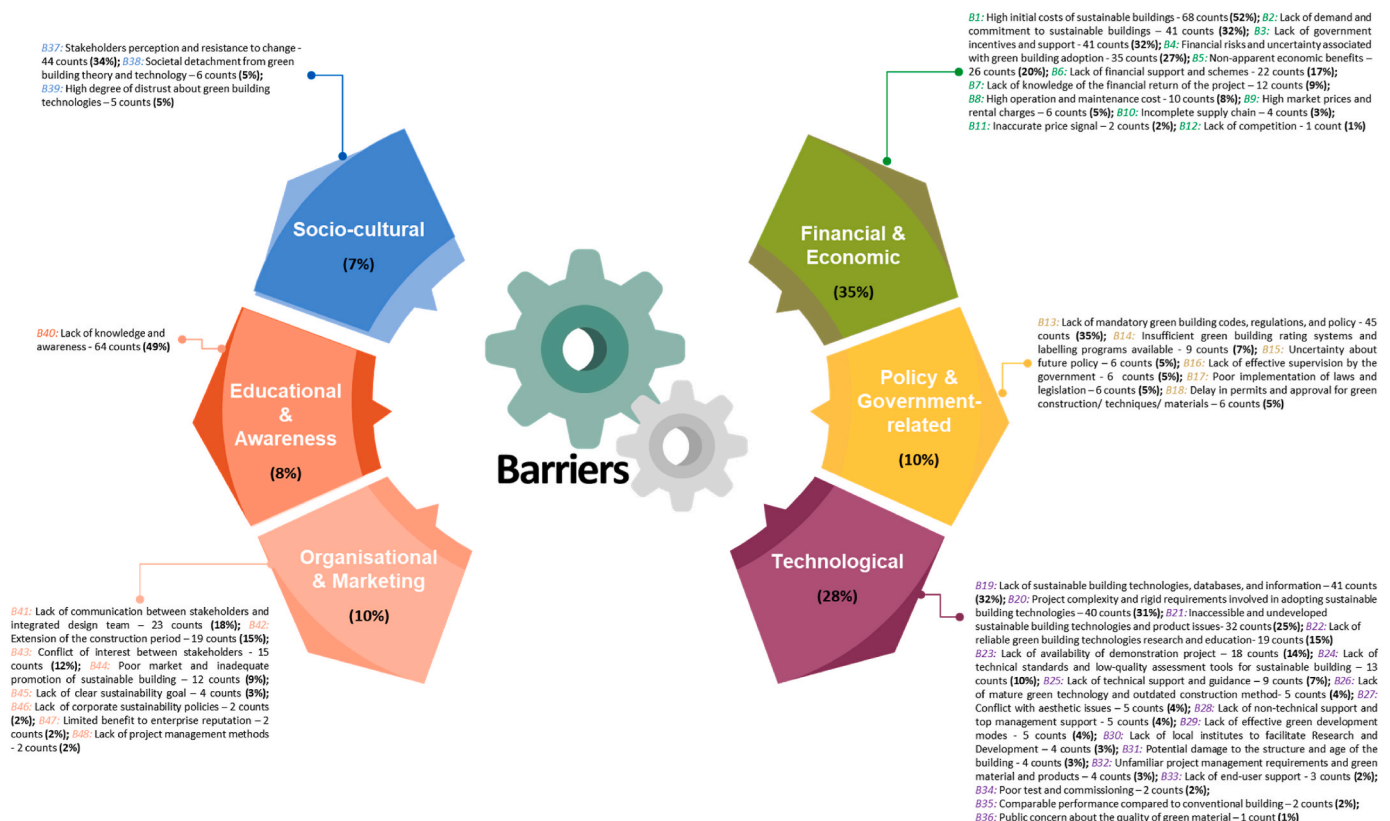 B37: Stakeholders perception and resistance to change -
44 counts (34%); B38: Societal detachment from green
building theory and technology – 6 counts (5%);
B39: High degree of distrust about green building
technologies – 5 counts (5%)
Socio-cultural
(7%)
B40: Lack of knowledge and
awareness - 64 counts (49%)
Educational
&
Awareness
(8%)
Organisational
& Marketing
(10%)
B41: Lack of communication between stakeholders and
integrated design team – 23 counts (18%); B42:
Extension of the construction period – 19 counts (15%);
B43: Conflict of interest between stakeholders - 15
counts (12%); B44: Poor market and inadequate
promotion of sustainable building – 12 counts (9%);
B45: Lack of clear sustainability goal – 4 counts (3%);
B46: Lack of corporate sustainability policies – 2 counts
(2%); B47: Limited benefit to enterprise reputation – 2
counts (2%); B48: Lack of project management methods
- 2 counts (2%)
Barriers
B1: High initial costs of sustainable buildings - 68 counts (52%); B2: Lack of demand and
commitment to sustainable buildings – 41 counts (32%); B3: Lack of government
incentives and support - 41 counts (32%); B4: Financial risks and uncertainty associated
with green building adoption - 35 counts (27%); B5: Non-apparent economic benefits –
26 counts (20%); B6: Lack of financial support and schemes - 22 counts (17%);
B7: Lack of knowledge of the financial return of the project – 12 counts (9%);
B8: High operation and maintenance cost - 10 counts (8%); B9: High market prices and
rental charges – 6 counts (5%); B10: Incomplete supply chain – 4 counts (3%);
B11: Inaccurate price signal – 2 counts (2%); B12: Lack of competition - 1 count (1%)
Financial &
Economic
(35%)
B13: Lack of mandatory green building codes, regulations, and policy - 45
counts (35%); B14: Insufficient green building rating systems and
labelling programs available - 9 counts (7%); B15: Uncertainty about
future policy – 6 counts (5%); B16: Lack of effective supervision by the
government - 6 counts (5%); B17: Poor implementation of laws and
legislation – 6 counts (5%); B18: Delay in permits and approval for green
construction/ techniques/ materials – 6 counts (5%)
Policy &
Government-
related
(10%)
Technological
(28%)
B19: Lack of sustainable building technologies, databases, and information – 41 counts
(32%); B20: Project complexity and rigid requirements involved in adopting sustainable
building technologies – 40 counts (31%); B21: Inaccessible and undeveloped
sustainable building technologies and product issues- 32 counts (25%); B22: Lack of
reliable green building technologies research and education- 19 counts (15%)
B23: Lack of availability of demonstration project – 18 counts (14%); B24: Lack of
technical standards and low-quality assessment tools for sustainable building – 13
counts (10%); B25: Lack of technical support and guidance – 9 counts (7%); B26: Lack
of mature green technology and outdated construction method- 5 counts (4%); B27:
Conflict with aesthetic issues – 5 counts (4%); B28: Lack of non-technical support and
top management support - 5 counts (4%); B29: Lack of effective green development
modes - 5 counts (4%); B30: Lack of local institutes to facilitate Research and
Development – 4 counts (3%); B31: Potential damage to the structure and age of the
building - 4 counts (3%); B32: Unfamiliar project management requirements and green
material and products – 4 counts (3%); B33: Lack of end-user support - 3 counts (2%);
B34: Poor test and commissioning – 2 counts (2%);
B35: Comparable performance compared to conventional building – 2 counts (2%);
B36: Public concern about the quality of green material – 1 count (1%)